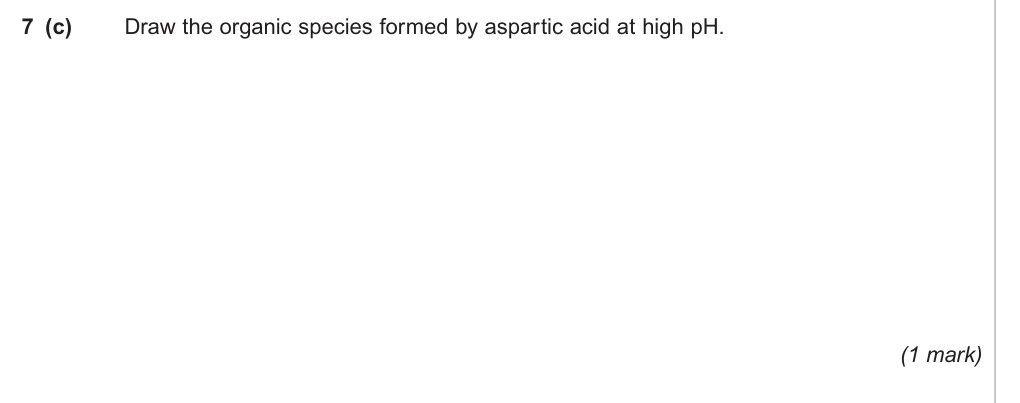 7 (c) Draw the organic species formed by aspartic acid at high pH.
(1 mark)